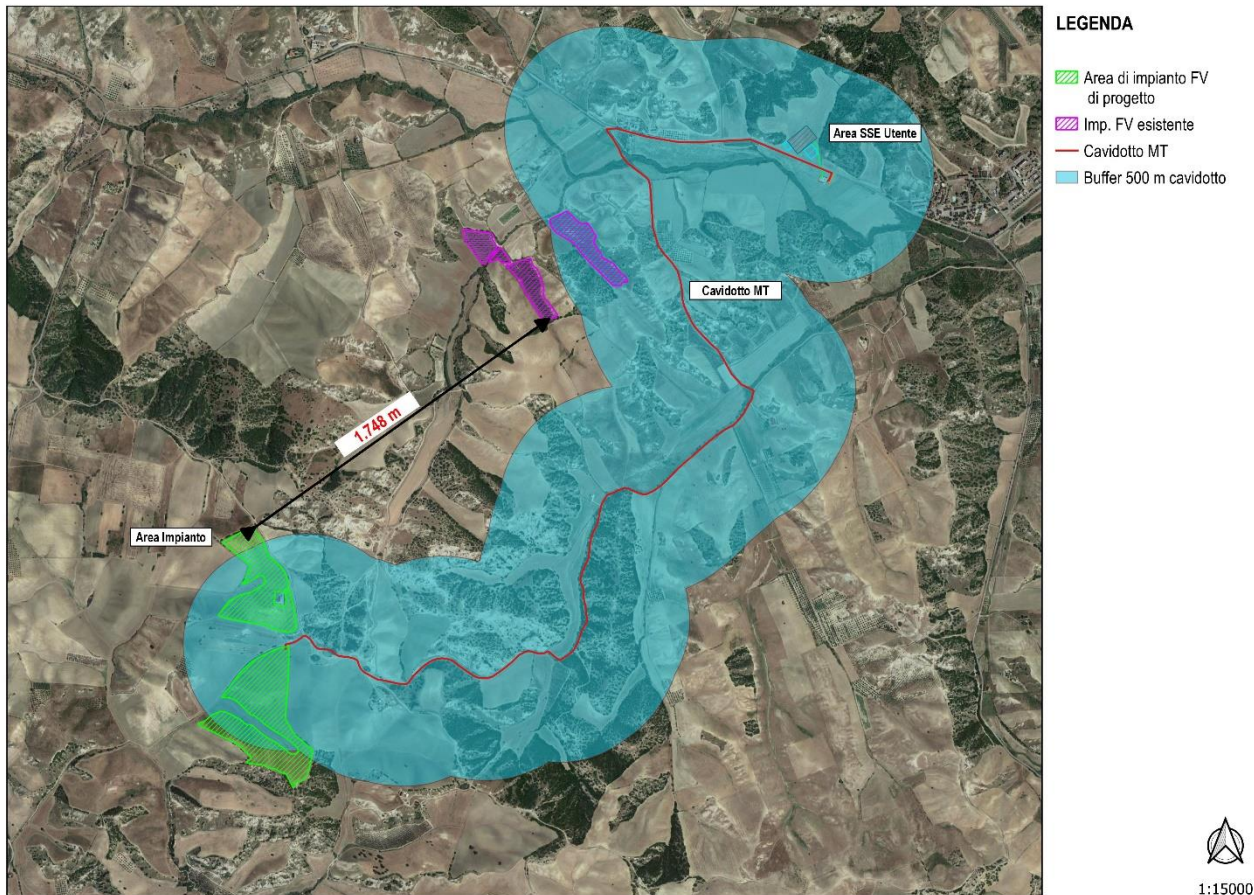 LEGENDA
Area di impianto FV
di progetto
Imp. FV esistente
Cavidotto MT
Buffer 500 m cavidotto
Area SSE Utente
Cavidotto MT
1.748 m
Area Impianto
1:15000